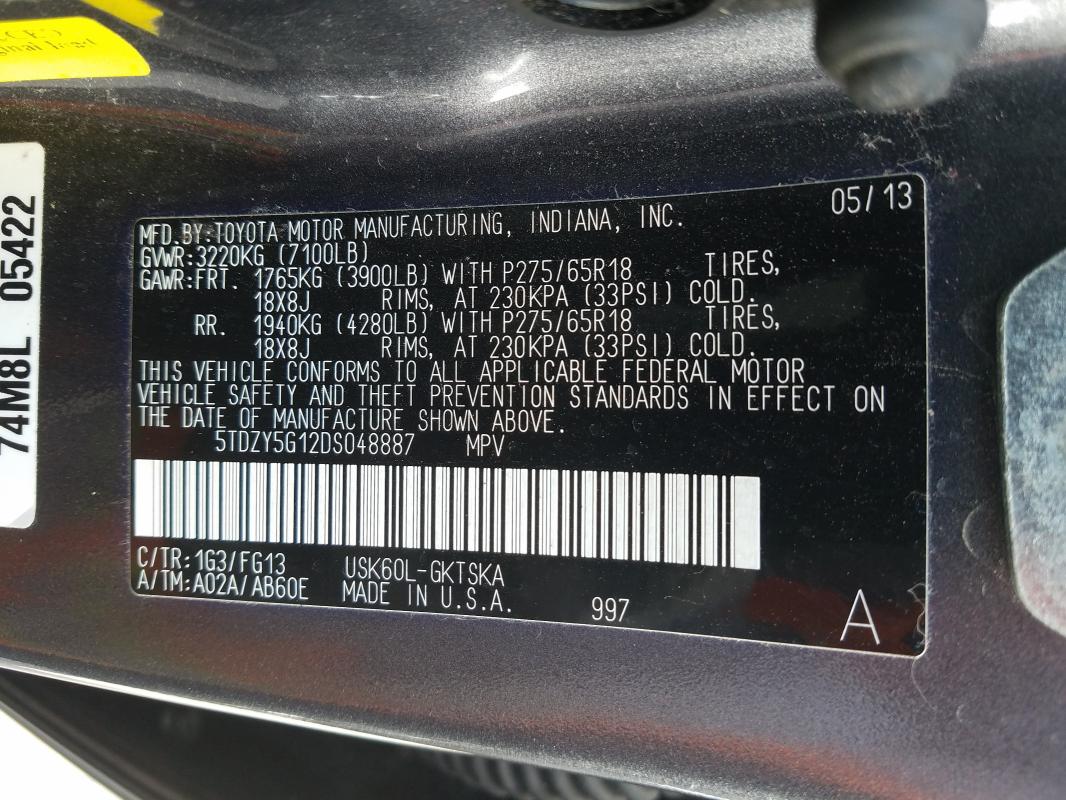 05/13
MFD.BY:TOYOTA MOTOR MANUFACTURING, INDIANA, INC.
GVWR:3220KG (7100LB)
GAWR:FRT. 1765KG (3900LB) WITH P275/65R18 TIRES,
18X8J RIMS, AT 230KPA (33PSI) COLD.
RR. 1940KG (4280LB) WITH P275/65R18 TIRES,
18X8J RIMS, AT 230KPA (33PSI) COLD.
THIS VEHICLE CONFORMS TO ALL APPLICABLE FEDERAL MOTOR
VEHICLE SAFETY AND THEFT PREVENTION STANDARDS IN EFFECT ON
THE DATE OF MANUFACTURE SHOWN ABOVE.
5TDZY5G12DS048887 MPV
C/TR:1G3/FG13 USK60L-GKTSKA
A/TM:A02A/AB60E MADE IN U.S.A. 997 A
74M8L 05422